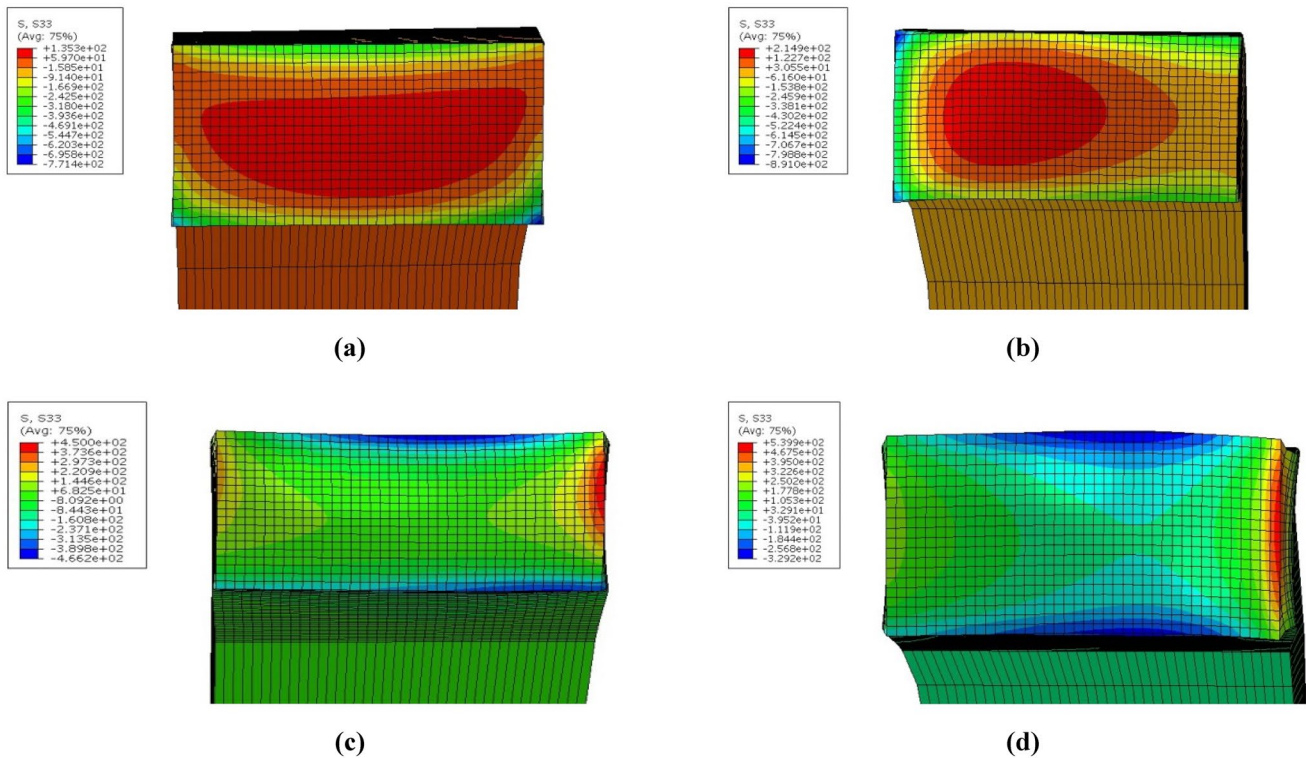 S, S33
(Avg: 75%)
+1.353e+02
+5.970e+01
-1.585e+01
-9.140e+01
-1.669e+02
-2.425e+02
-3.180e+02
-3.936e+02
-4.691e+02
-5.447e+02
-6.203e+02
-6.958e+02
-7.714e+02
(a)
S, S33
(Avg: 75%)
+2.149e+02
+1.227e+02
+3.055e+01
-6.160e+01
-1.538e+02
-2.459e+02
-3.381e+02
-4.302e+02
-5.224e+02
-6.145e+02
-7.067e+02
-7.988e+02
-8.910e+02
(b)
S, S33
(Avg: 75%)
+4.500e+02
+3.736e+02
+2.973e+02
+2.209e+02
+1.446e+02
+6.825e+01
-8.092e+00
-8.443e+01
-1.608e+02
-2.371e+02
-3.135e+02
-3.898e+02
-4.662e+02
(c)
S, S33
(Avg: 75%)
+5.399e+02
+4.675e+02
+3.950e+02
+3.226e+02
+2.502e+02
+1.778e+02
+1.053e+02
+3.291e+01
-3.952e+01
-1.119e+02
-1.844e+02
-2.568e+02
-3.292e+02
(d)